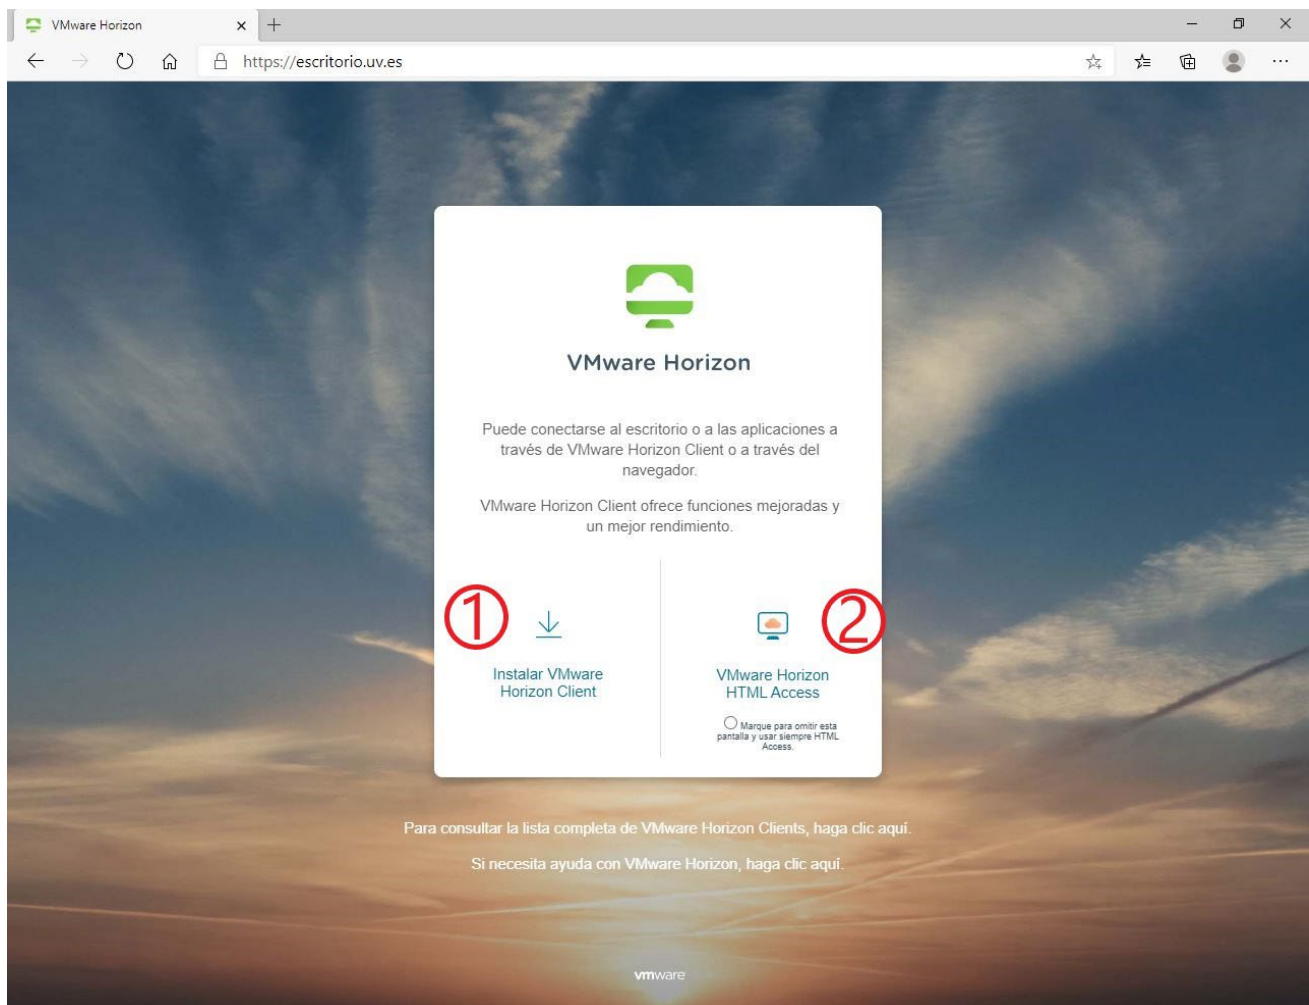 VMware Horizon
https://escritorio.uv.es
VMware Horizon
Puede conectarse al escritorio o a las aplicaciones a
través de VMware Horizon Client o a través del
navegador.
VMware Horizon Client ofrece funciones mejoradas y
un mejor rendimiento.
1
Instalar VMware
Horizon Client
2
VMware Horizon
HTML Access
Marque para omitir esta
pantalla y usar siempre HTML
Access.
Para consultar la lista completa de VMware Horizon Clients, haga clic aquí.
Si necesita ayuda con VMware Horizon, haga clic aquí.
vmware